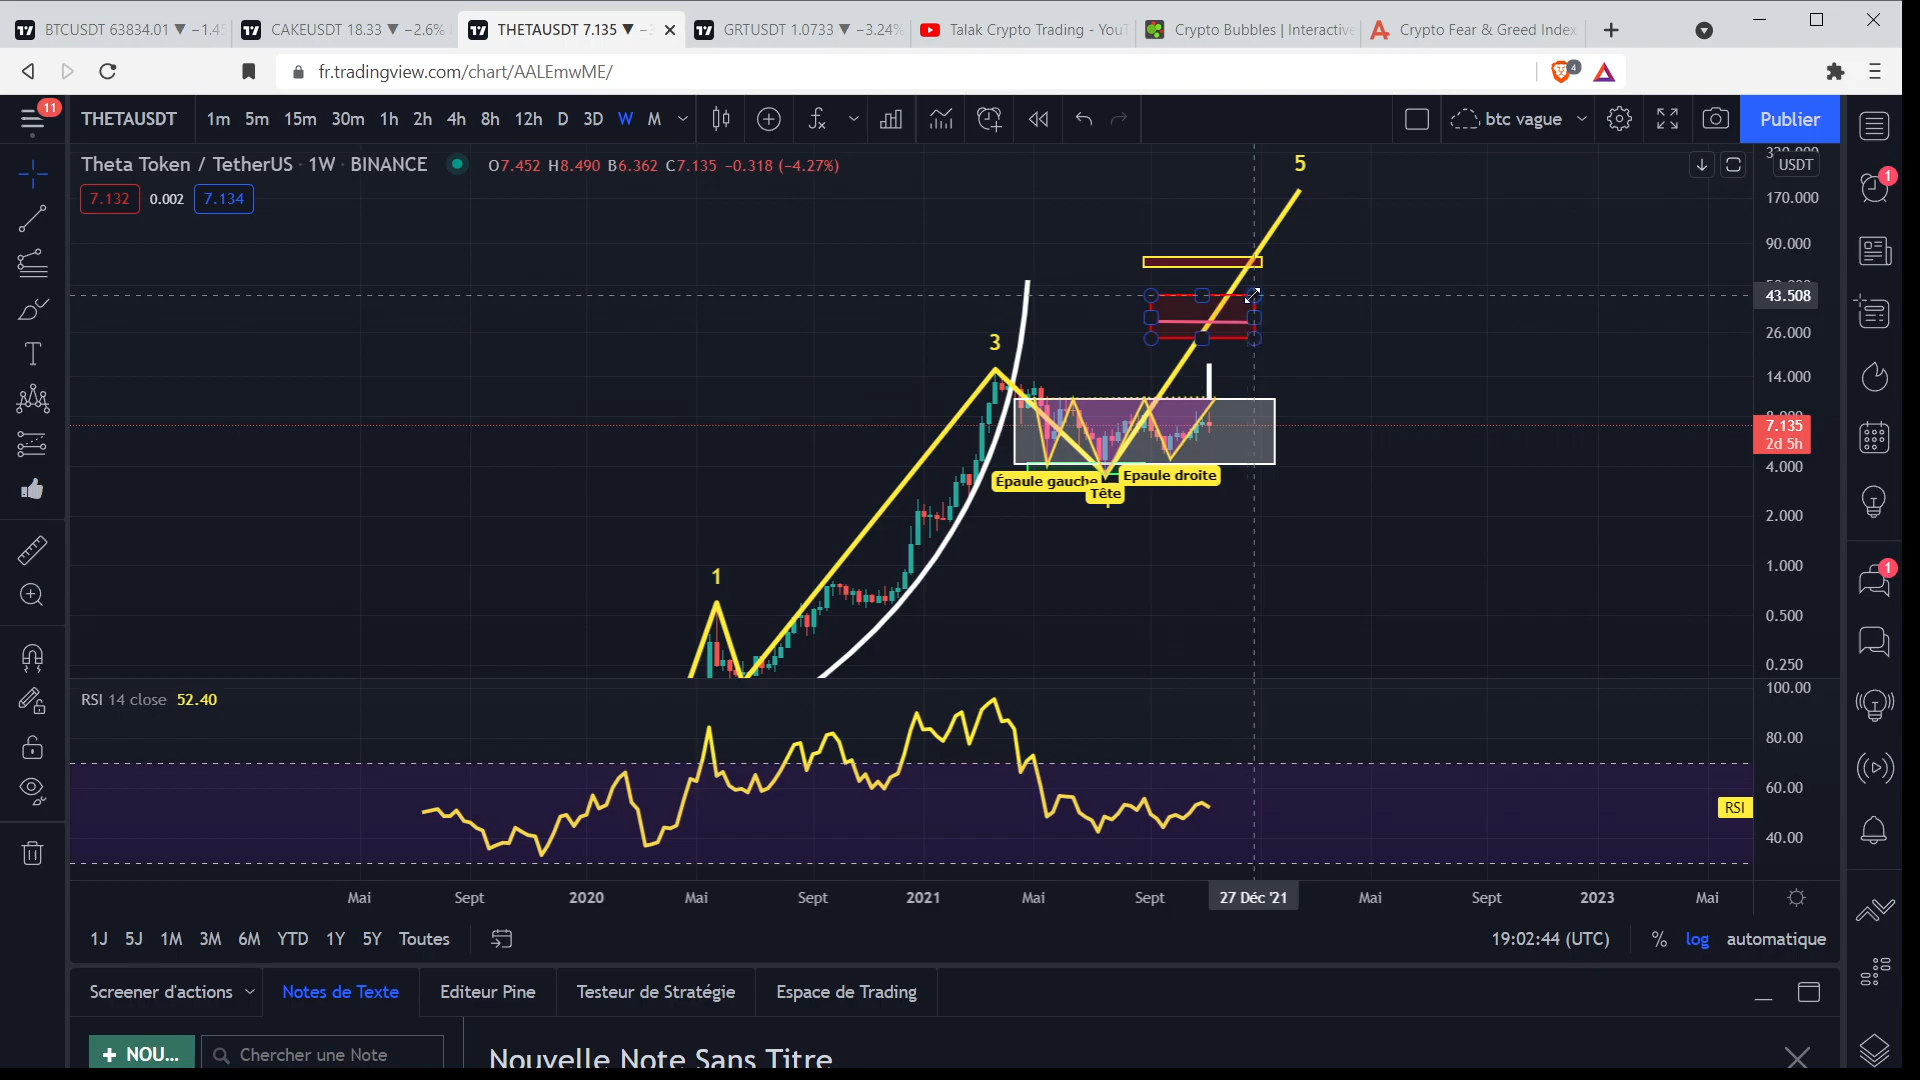 BTCUSDT 63834.01 ▼ −1.4
CAKEUSDT 18.33 ▼ −2.6%
THETAUSDT 7.135 ▼ −
GRTUSDT 1.0733 ▼ −3.24%
Talak Crypto Trading - You
Crypto Bubbles | Interactive
Crypto Fear & Greed Index
fr.tradingview.com/chart/AALEmwME/
4
11
THETAUSDT
1m 5m 15m 30m 1h 2h 4h 8h 12h D 3D W M
btc vague
Publier
Theta Token / TetherUS · 1W · BINANCE
O7.452 H8.490 B6.362 C7.135 −0.318 (−4.27%)
7.132 0.002 7.134
USDT
1
5
170.000
90.000
43.508
3
26.000
14.000
7.135
2d 5h
4.000
Épaule gauche
Tête
Epaule droite
2.000
1.000
1
1
0.500
0.250
RSI 14 close 52.40
100.00
80.00
60.00
RSI
40.00
Mai Sept 2020 Mai Sept 2021 Mai Sept 27 Déc '21 Mai Sept 2023 Mai
1J 5J 1M 3M 6M YTD 1Y 5Y Toutes
19:02:44 (UTC) % log automatique
Screener d'actions
Notes de Texte
Editeur Pine
Testeur de Stratégie
Espace de Trading
+ NOU...
Chercher une Note
Nouvelle Note Sans Titre